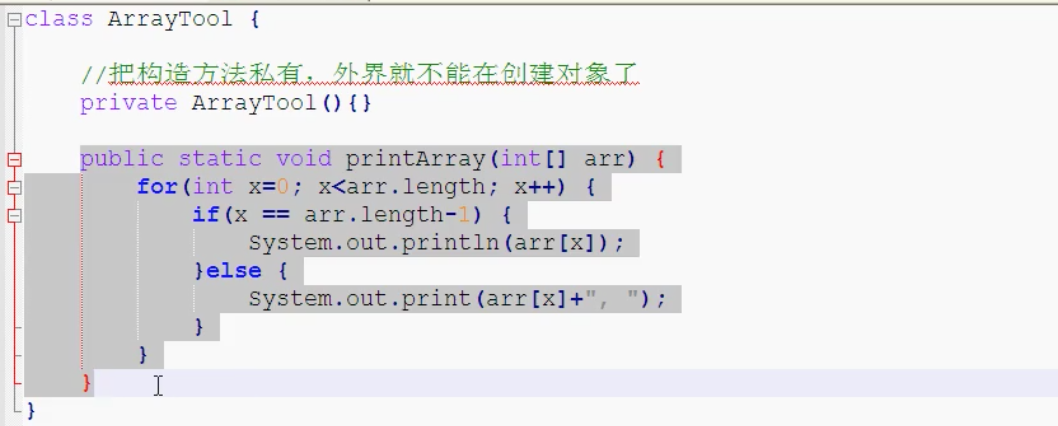 class ArrayTool {
//把构造方法私有，外界就不能在创建对象了
private ArrayTool(){}
public static void printArray(int[] arr) {
for(int x=0; x<arr.length; x++) {
if(x == arr.length-1) {
System.out.println(arr[x]);
}else {
System.out.print(arr[x]+", ");
}
}
}
}